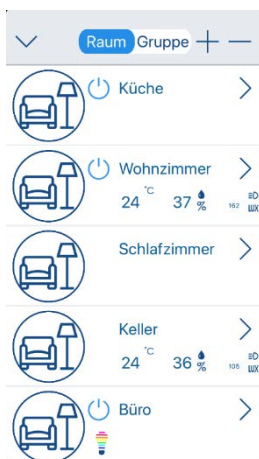 Raum Gruppe
Küche
Wohnzimmer
24 °C 37 % 162 LUX
Schlafzimmer
Keller
24 °C 36 % 105 LUX
Büro